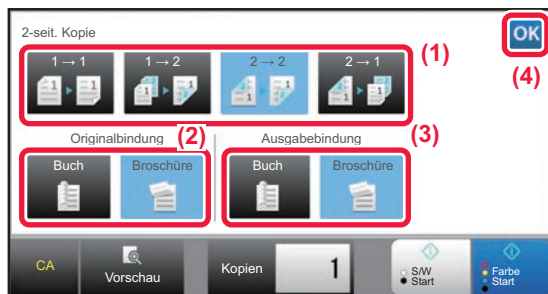 2-seit. Kopie
OK
(1)
(4)
1 → 1
1 → 2
2 → 2
2 → 1
Originalbindung
(2)
Ausgabebindung
(3)
Buch
Broschüre
Buch
Broschüre
CA
Vorschau
Kopien
1
S/W
Start
Farbe
Start